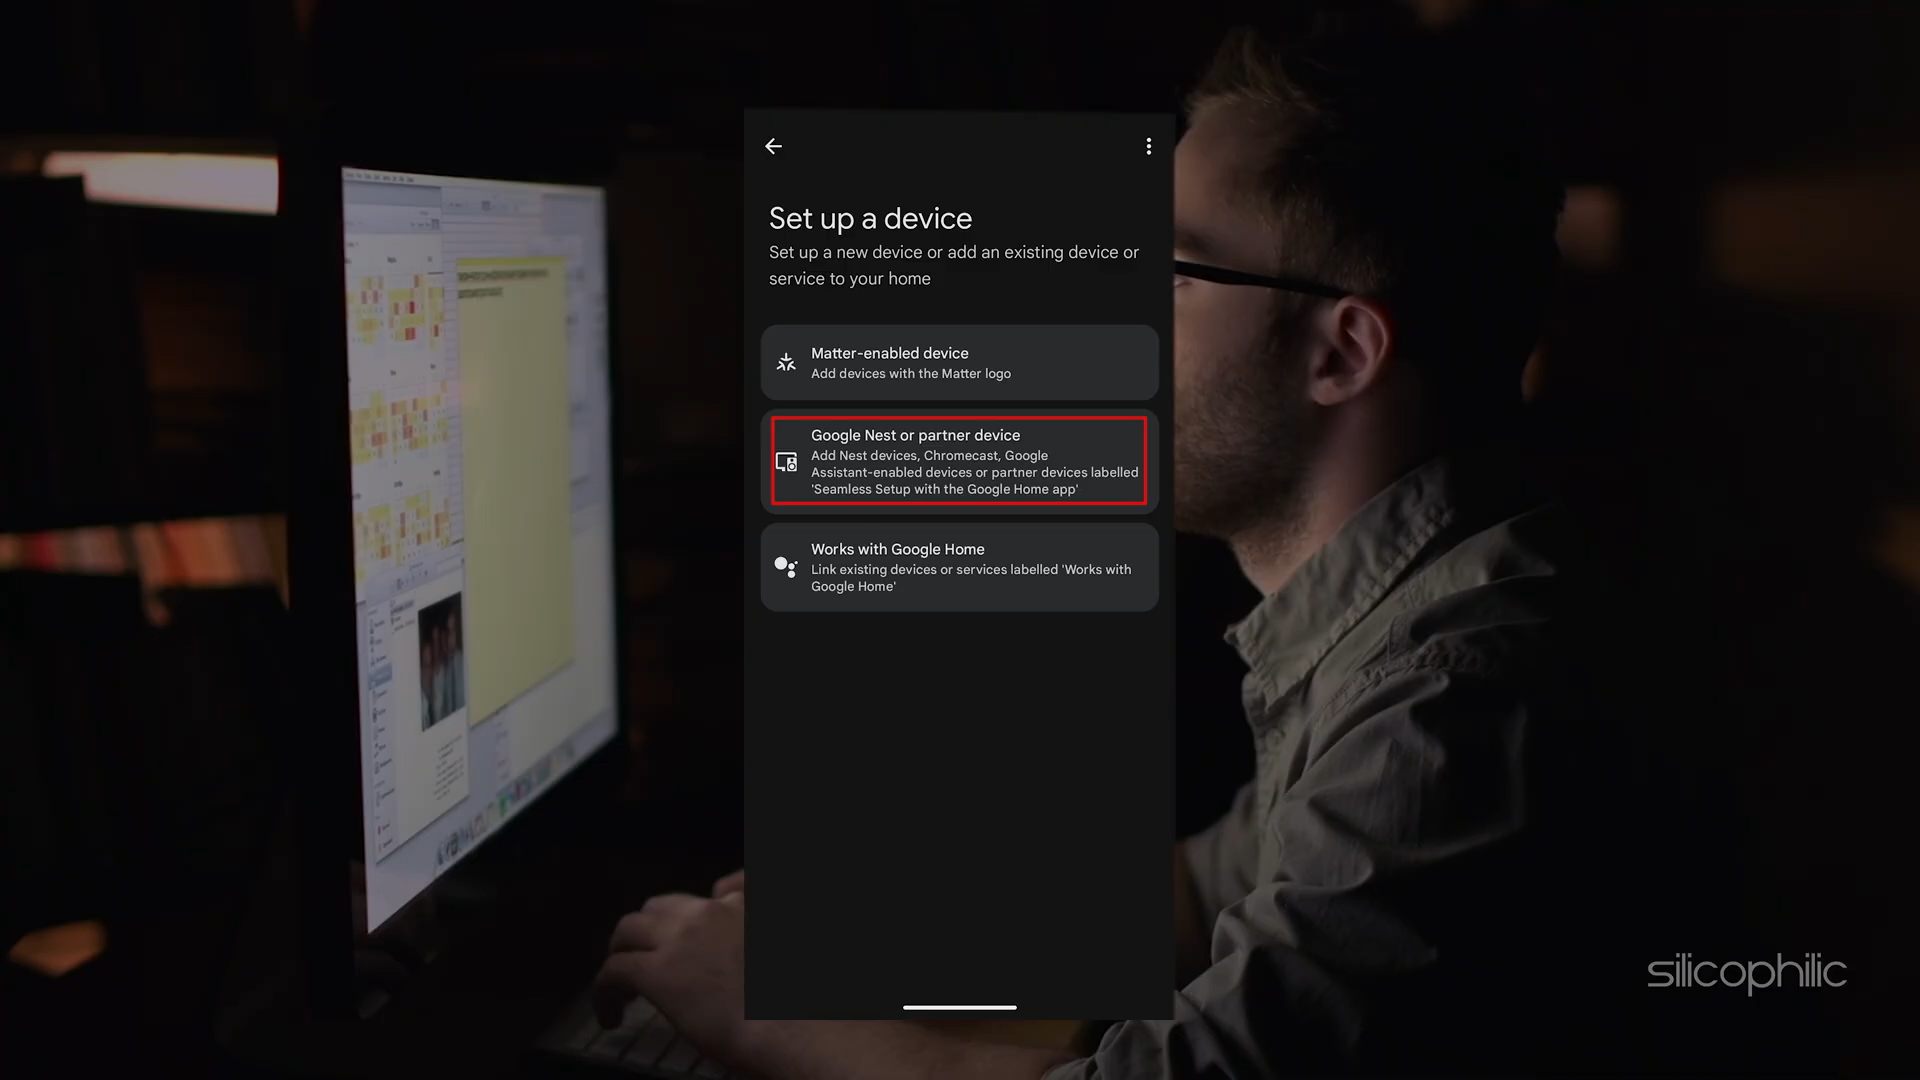 Set up a device
Set up a new device or add an existing device or
service to your home
Matter-enabled device
Add devices with the Matter logo
Google Nest or partner device
Add Nest devices, Chromecast, Google
Assistant-enabled devices or partner devices labelled
'Seamless Setup with the Google Home app'
Works with Google Home
Link existing devices or services labelled 'Works with
Google Home'
silicophilic